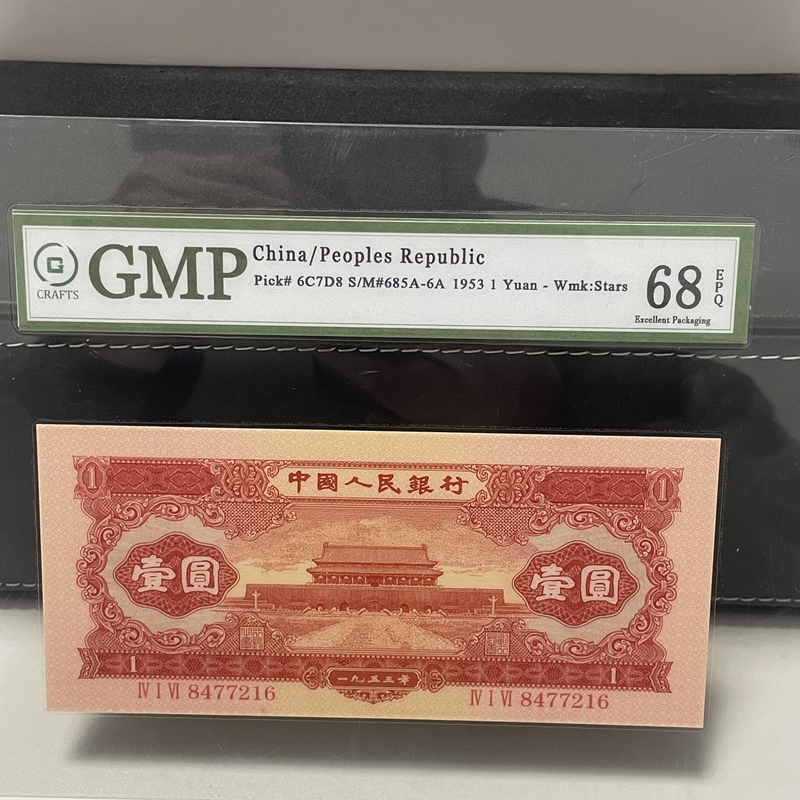 G
CRAFTS
GMP
China/Peoples Republic
Pick# 6C7D8 S/M#685A-6A 1953 1 Yuan - Wmk:Stars
68
EPQ
Excellent Packaging
1 中國人民銀行 1
壹圓 壹圓
1 一九五三年 1
Ⅳ Ⅰ Ⅵ 8477216 Ⅳ Ⅰ Ⅵ 8477216